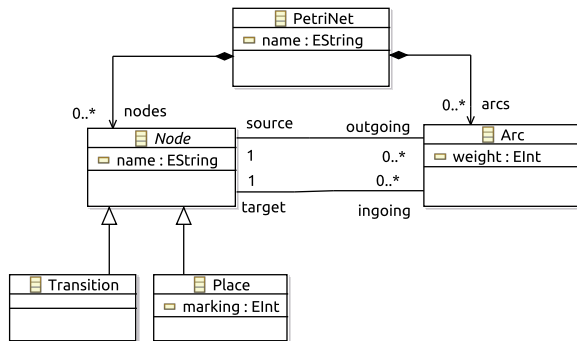 PetriNet
name : EString
0..*
nodes
0..*
arcs
Node
name : EString
source
outgoing
1
0..*
1
0..*
target
ingoing
Arc
weight : EInt
Transition
Place
marking : EInt